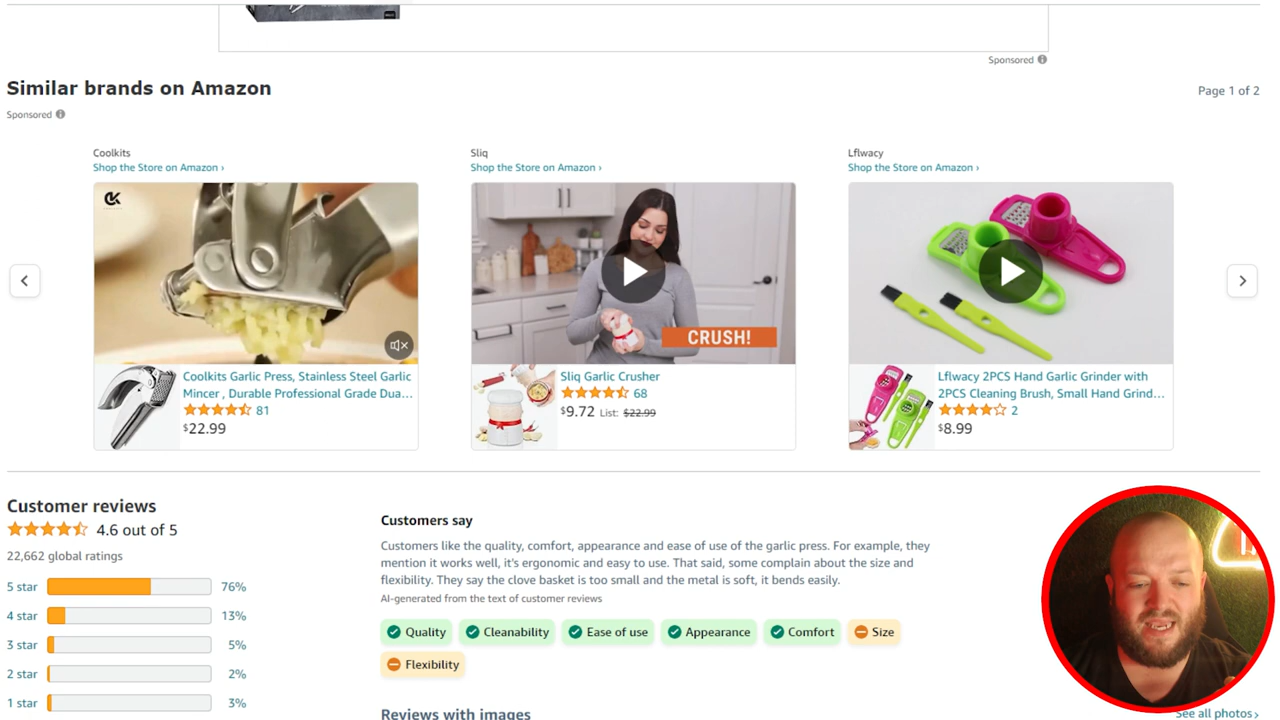 Sponsored
Similar brands on Amazon
Page 1 of 2
Sponsored
Coolkits
Shop the Store on Amazon ›
CK
Coolkits Garlic Press, Stainless Steel Garlic
Mincer , Durable Professional Grade Dua…
81
$22.99
Sliq
Shop the Store on Amazon ›
CRUSH!
Sliq Garlic Crusher
68
$9.72 List: $22.99
Lflwacy
Shop the Store on Amazon ›
Lflwacy 2PCS Hand Garlic Grinder with
2PCS Cleaning Brush, Small Hand Grind…
2
$8.99
Customer reviews
4.6 out of 5
22,662 global ratings
5 star 76%
4 star 13%
3 star 5%
2 star 2%
1 star 3%
Customers say
Customers like the quality, comfort, appearance and ease of use of the garlic press. For example, they
mention it works well, it's ergonomic and easy to use. That said, some complain about the size and
flexibility. They say the clove basket is too small and the metal is soft, it bends easily.
AI-generated from the text of customer reviews
Quality Cleanability Ease of use Appearance Comfort Size
Flexibility
Reviews with images
See all photos ›